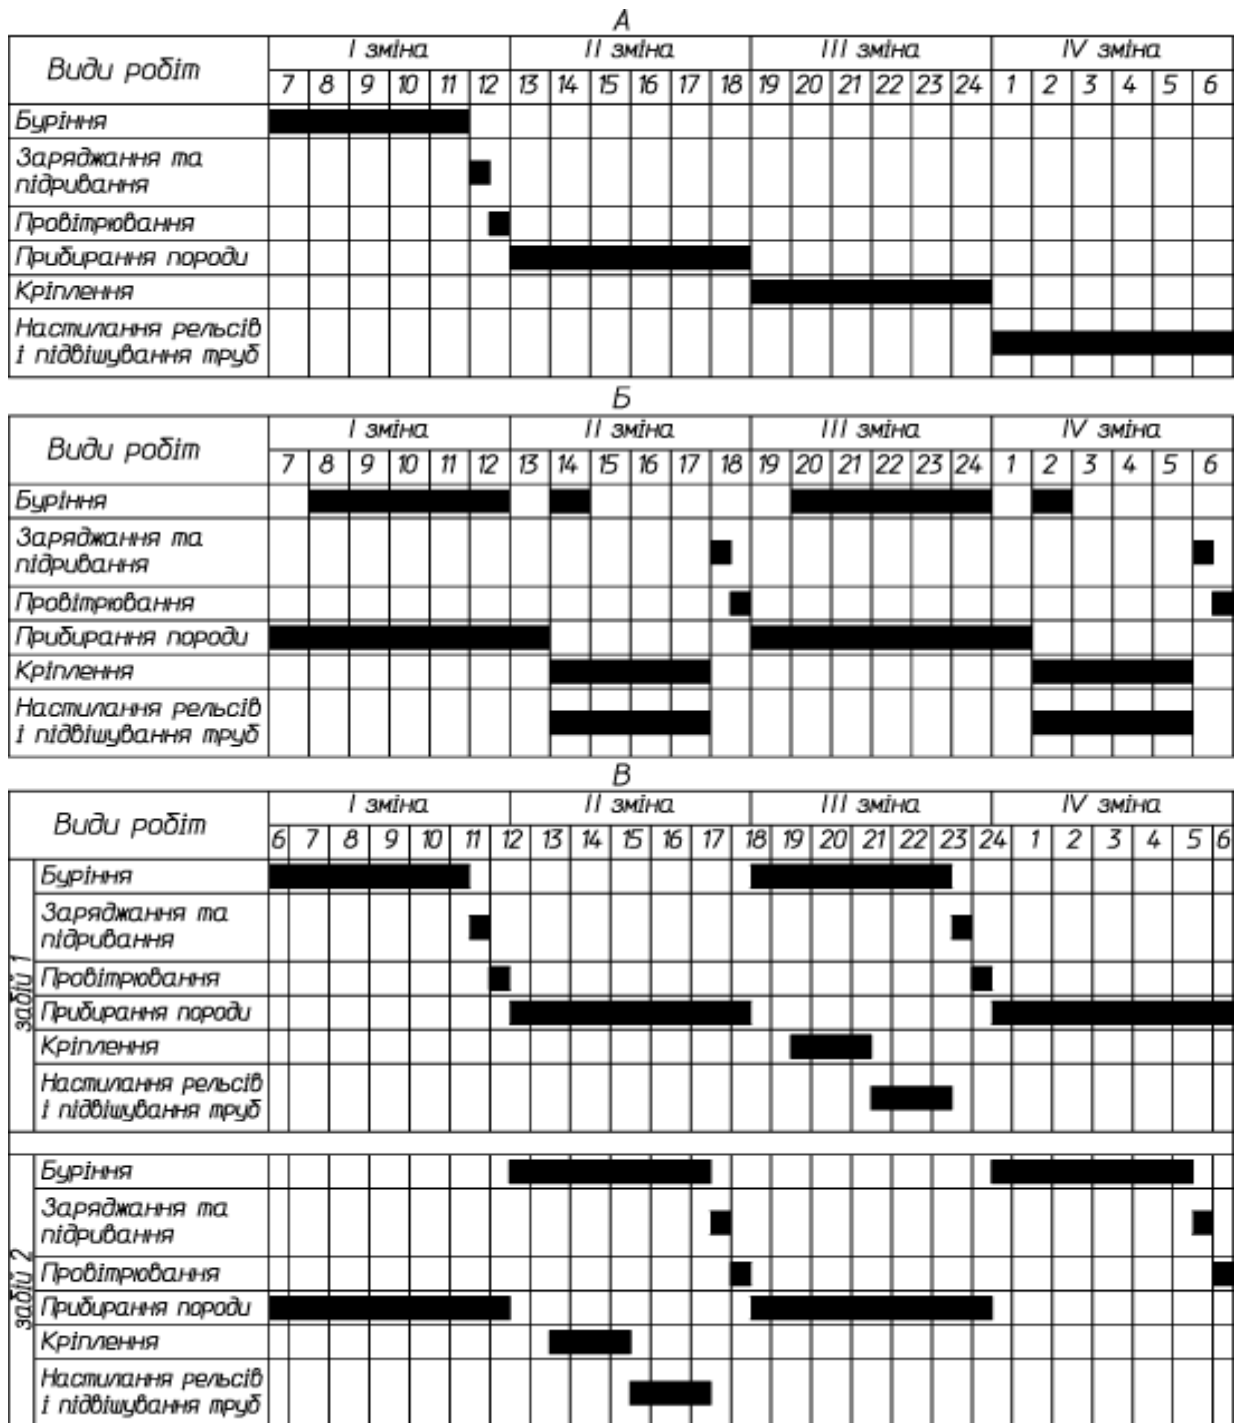 А
Види робіт
І зміна ІІ зміна ІІІ зміна ІV зміна
7 8 9 10 11 12 13 14 15 16 17 18 19 20 21 22 23 24 1 2 3 4 5 6
Буріння
Заряджання та
підривання
Провітрювання
Прибирання породи
Кріплення
Настилання рельсів
і підвішування труб
Б
Види робіт
І зміна ІІ зміна ІІІ зміна ІV зміна
7 8 9 10 11 12 13 14 15 16 17 18 19 20 21 22 23 24 1 2 3 4 5 6
Буріння
Заряджання та
підривання
Провітрювання
Прибирання породи
Кріплення
Настилання рельсів
і підвішування труб
В
Види робіт
І зміна ІІ зміна ІІІ зміна ІV зміна
6 7 8 9 10 11 12 13 14 15 16 17 18 19 20 21 22 23 24 1 2 3 4 5 6
забій 1
Буріння
Заряджання та
підривання
Провітрювання
Прибирання породи
Кріплення
Настилання рельсів
і підвішування труб
забій 2
Буріння
Заряджання та
підривання
Провітрювання
Прибирання породи
Кріплення
Настилання рельсів
і підвішування труб